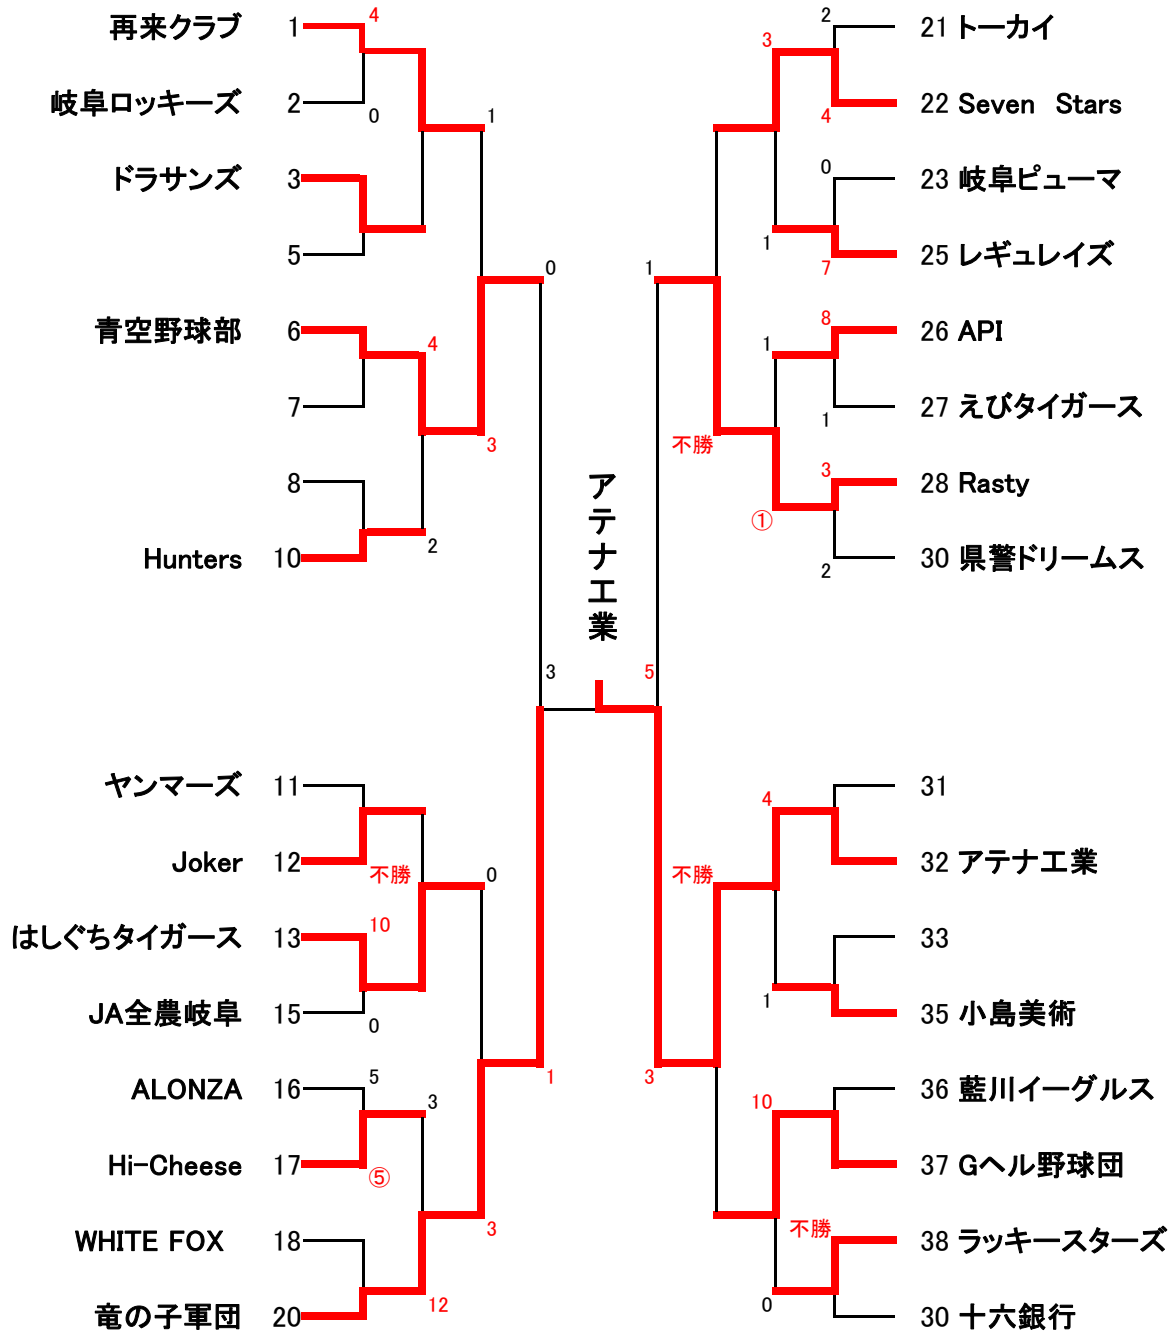 再来クラブ 1 4
岐阜ロッキーズ 2 0
1
ドラサンズ 3
5
0
青空野球部 6
4
7
3
8
Hunters 10
2
3
ヤンマーズ 11
Joker 12
不勝
0
はしぐちタイガース 13 10
JA全農岐阜 15 0
1
ALONZA 16 5
3
Hi-Cheese 17 ⑤
3
WHITE FOX 18
竜の子軍団 20
12
アテナ工業
2 21 トーカイ
3
4 22 Seven Stars
0 23 岐阜ピューマ
1
7 25 レギュレイズ
1
8 26 API
1
1 27 えびタイガース
不勝
3 28 Rasty
①
2 30 県警ドリームス
5
31
4
32 アテナ工業
不勝
33
1
35 小島美術
3
36 藍川イーグルス
10
37 Gヘル野球団
不勝 38 ラッキースターズ
0
30 十六銀行